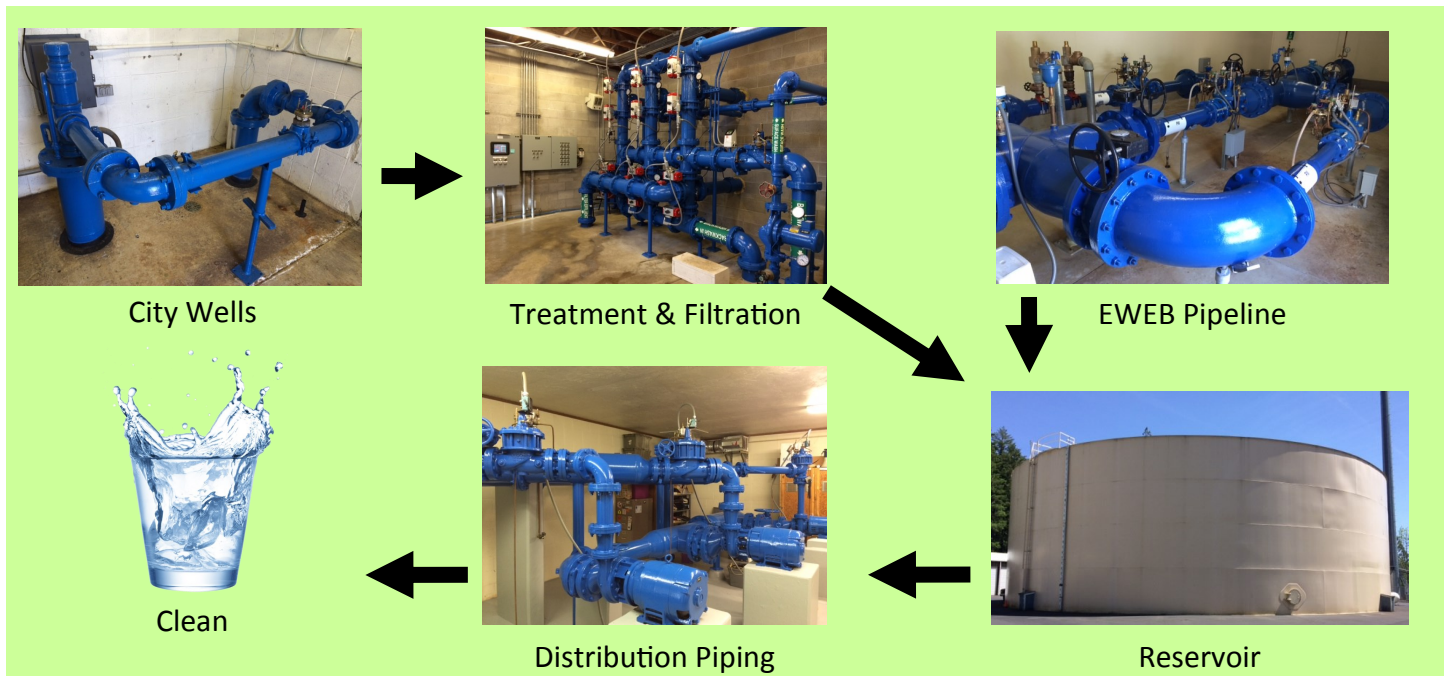 City Wells
Treatment & Filtration
EWEB Pipeline
Clean
Distribution Piping
Reservoir